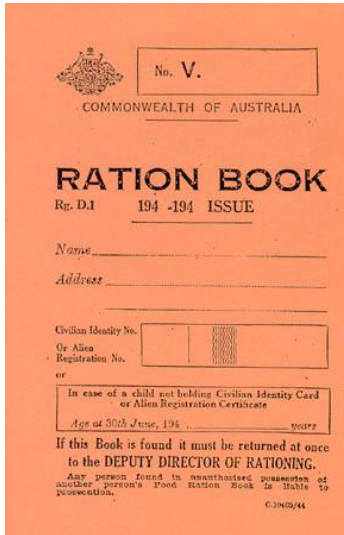 No. V.
COMMONWEALTH OF AUSTRALIA
RATION BOOK
Rg. D.1 194 -194 ISSUE
Name
Address
Civilian Identity No.
Or Alien
Registration No.
or
In case of a child not holding Civilian Identity Card
or Alien Registration Certificate
Age at 30th June, 194 years
If this Book is found it must be returned at once
to the DEPUTY DIRECTOR OF RATIONING.
Any person found in unauthorised possession of
another person's Food Ration Book is liable to
prosecution.